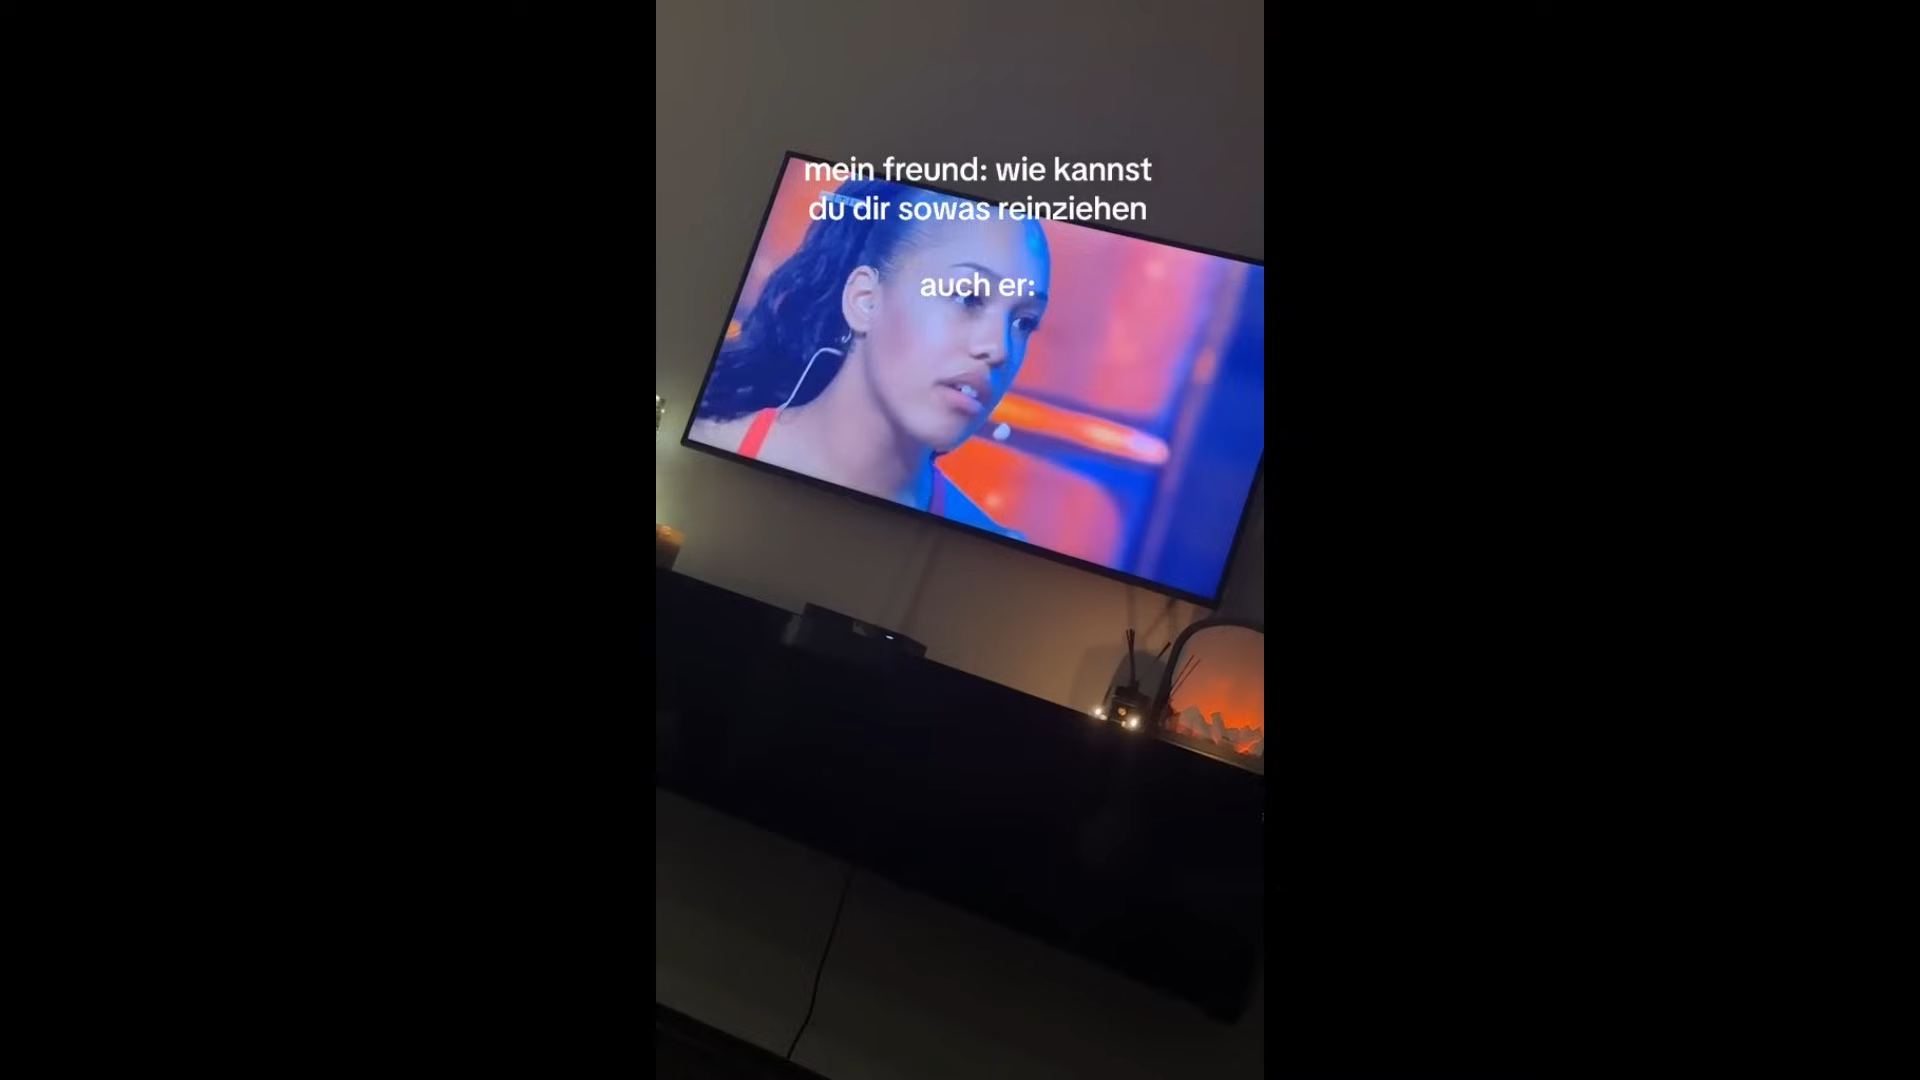 mein freund: wie kannst
du dir sowas reinziehen
auch er: